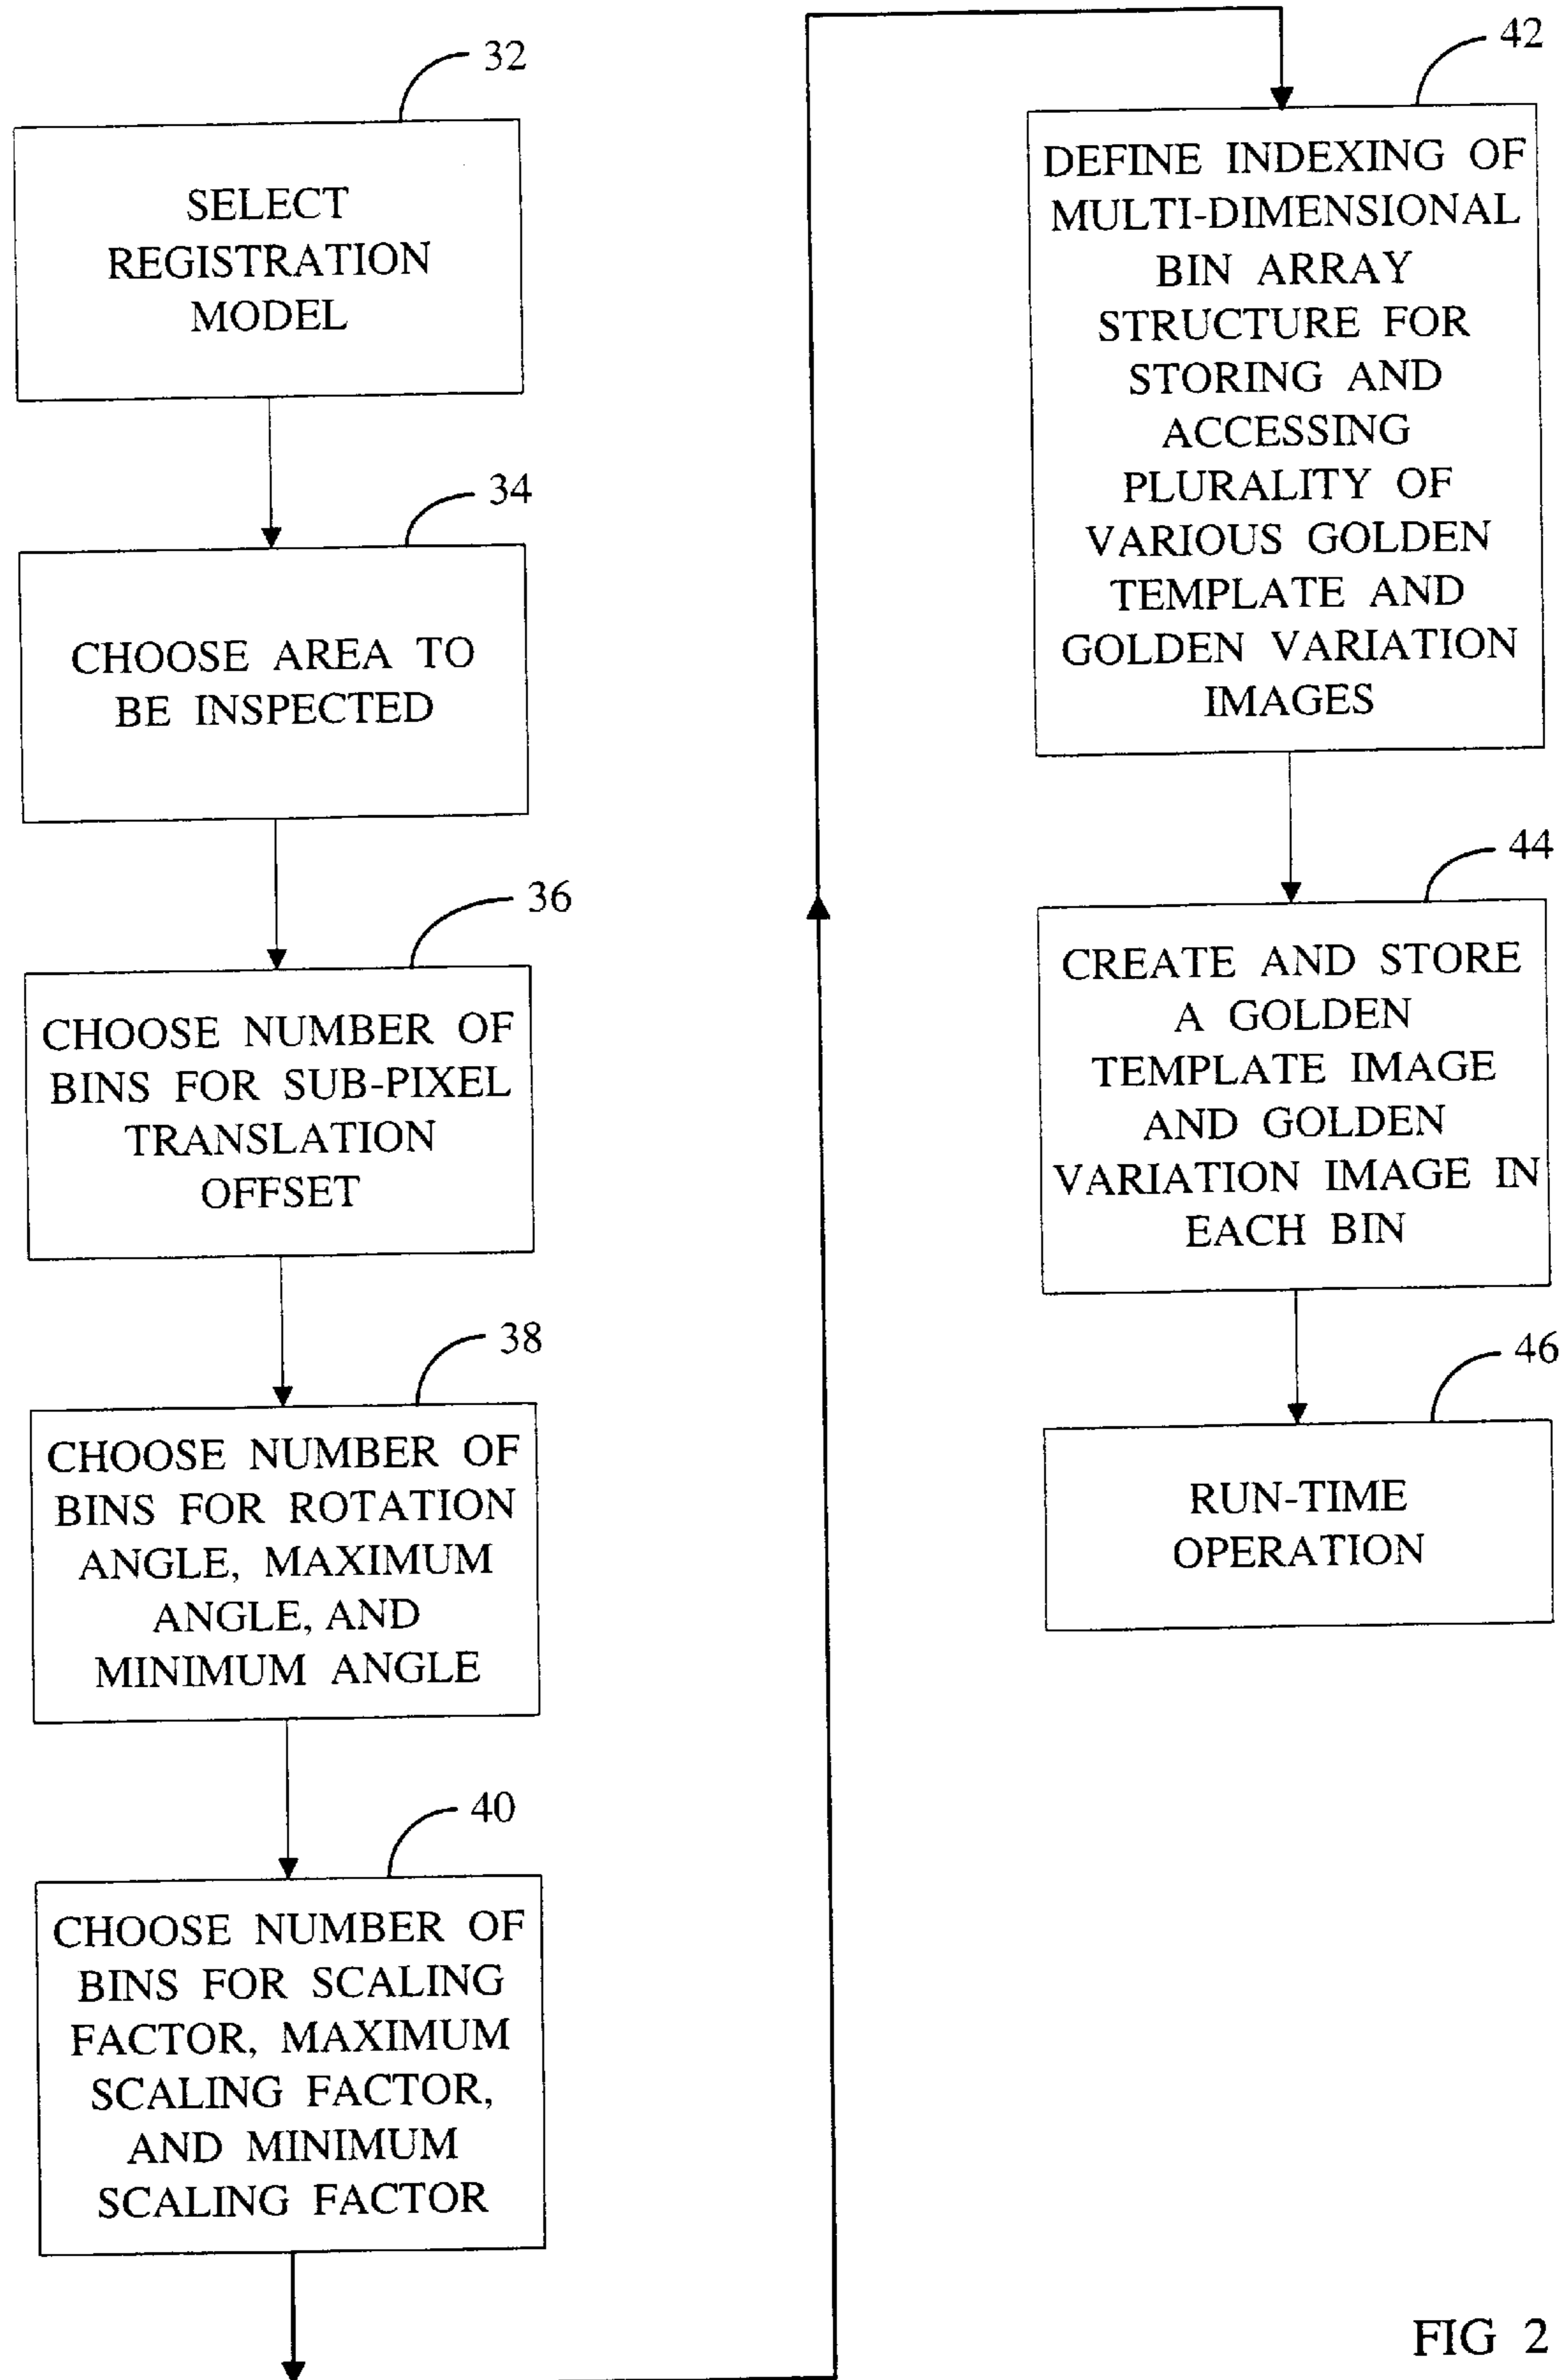 32
SELECT
REGISTRATION
MODEL
34
CHOOSE AREA TO
BE INSPECTED
36
CHOOSE NUMBER OF
BINS FOR SUB-PIXEL
TRANSLATION
OFFSET
38
CHOOSE NUMBER OF
BINS FOR ROTATION
ANGLE, MAXIMUM
ANGLE, AND
MINIMUM ANGLE
40
CHOOSE NUMBER OF
BINS FOR SCALING
FACTOR, MAXIMUM
SCALING FACTOR,
AND MINIMUM
SCALING FACTOR
42
DEFINE INDEXING OF
MULTI-DIMENSIONAL
BIN ARRAY
STRUCTURE FOR
STORING AND
ACCESSING
PLURALITY OF
VARIOUS GOLDEN
TEMPLATE AND
GOLDEN VARIATION
IMAGES
44
CREATE AND STORE
A GOLDEN
TEMPLATE IMAGE
AND GOLDEN
VARIATION IMAGE IN
EACH BIN
46
RUN-TIME
OPERATION
FIG 2